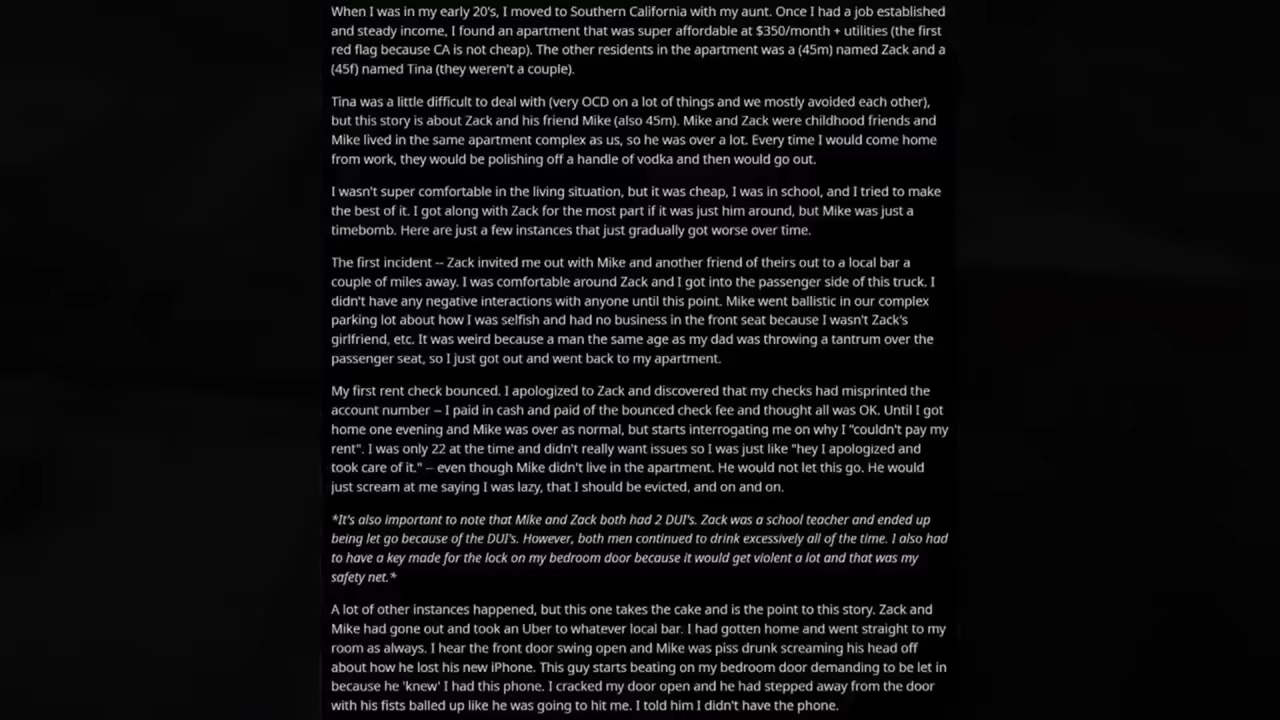 When I was in my early 20's, I moved to Southern California with my aunt. Once I had a job established
and steady income, I found an apartment that was super affordable at $350/month + utilities (the first
red flag because CA is not cheap). The other residents in the apartment was a (45m) named Zack and a
(45f) named Tina (they weren't a couple).
Tina was a little difficult to deal with (very OCD on a lot of things and we mostly avoided each other),
but this story is about Zack and his friend Mike (also 45m). Mike and Zack were childhood friends and
Mike lived in the same apartment complex as us, so he was over a lot. Every time I would come home
from work, they would be polishing off a handle of vodka and then would go out.
I wasn't super comfortable in the living situation, but it was cheap, I was in school, and I tried to make
the best of it. I got along with Zack for the most part if it was just him around, but Mike was just a
timebomb. Here are just a few instances that just gradually got worse over time.
The first incident -- Zack invited me out with Mike and another friend of theirs out to a local bar a
couple of miles away. I was comfortable around Zack and I got into the passenger side of this truck. I
didn't have any negative interactions with anyone until this point. Mike went ballistic in our complex
parking lot about how I was selfish and had no business in the front seat because I wasn't Zack's
girlfriend, etc. It was weird because a man the same age as my dad was throwing a tantrum over the
passenger seat, so I just got out and went back to my apartment.
My first rent check bounced. I apologized to Zack and discovered that my checks had misprinted the
account number – I paid in cash and paid of the bounced check fee and thought all was OK. Until I got
home one evening and Mike was over as normal, but starts interrogating me on why I "couldn't pay my
rent". I was only 22 at the time and didn't really want issues so I was just like "hey I apologized and
took care of it." -- even though Mike didn't live in the apartment. He would not let this go. He would
just scream at me saying I was lazy, that I should be evicted, and on and on.
*It's also important to note that Mike and Zack both had 2 DUI's. Zack was a school teacher and ended up
being let go because of the DUI's. However, both men continued to drink excessively all of the time. I also had
to have a key made for the lock on my bedroom door because it would get violent a lot and that was my
safety net.*
A lot of other instances happened, but this one takes the cake and is the point to this story. Zack and
Mike had gone out and took an Uber to whatever local bar. I had gotten home and went straight to my
room as always. I hear the front door swing open and Mike was piss drunk screaming his head off
about how he lost his new iPhone. This guy starts beating on my bedroom door demanding to be let in
because he 'knew' I had this phone. I cracked my door open and he had stepped away from the door
with his fists balled up like he was going to hit me. I told him I didn't have the phone.